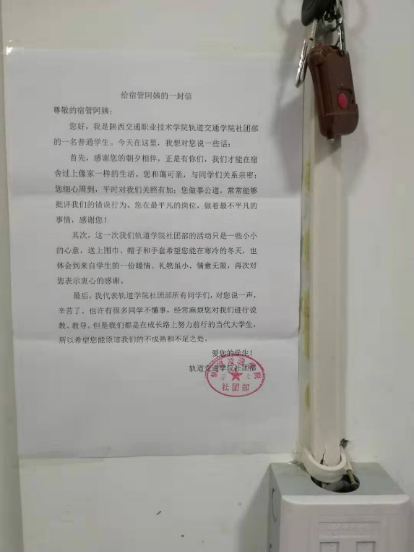 给宿管阿姨的一封信
尊敬的宿管阿姨：
您好，我是陕西交通职业技术学院轨道交通学院社团部
的一名普通学生。今天在这里，我想对您说一些话：
首先，感谢您的朝夕相伴，正是有你们，我们才能在宿
舍过上像家一样的生活，您和蔼可亲，与同学们关系亲密；
您细心周到，平时对我们关照有加；您做事公道，常常能够
批评我们的错误行为，您在最平凡的岗位，做着最不平凡的
事情，感谢您！
其次，这一次我们轨道学院社团部的活动只是一些小小
的心意，送上围巾、帽子和手套希望您能在寒冷的冬天，也
体会到来自学生的一份暖情。礼然虽小，情意无限，再次对
您表示衷心的感谢。
最后，我代表轨道学院社团部所有同学们，对您说一声，
辛苦了。也许有很多同学不懂事，经常麻烦您对我们进行说
教、教导，但是我们都是在成长路上努力前行的当代大学生，
所以希望您能谅谅我们的不成熟和不足之处。
爱您的学生！
轨道交通学院社团部
社团部